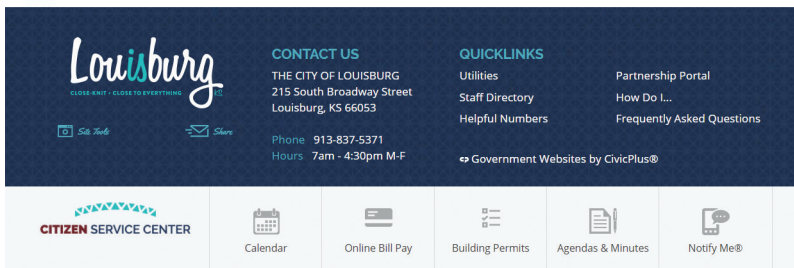 Louisburg
KS
CLOSE-KNIT • CLOSE TO EVERYTHING
Site Tools
Share
CONTACT US
THE CITY OF LOUISBURG
215 South Broadway Street
Louisburg, KS 66053
Phone 913-837-5371
Hours 7am - 4:30pm M-F
QUICKLINKS
Utilities
Staff Directory
Helpful Numbers
Partnership Portal
How Do I...
Frequently Asked Questions
Government Websites by CivicPlus®
CITIZEN SERVICE CENTER
Calendar
Online Bill Pay
Building Permits
Agendas & Minutes
Notify Me®